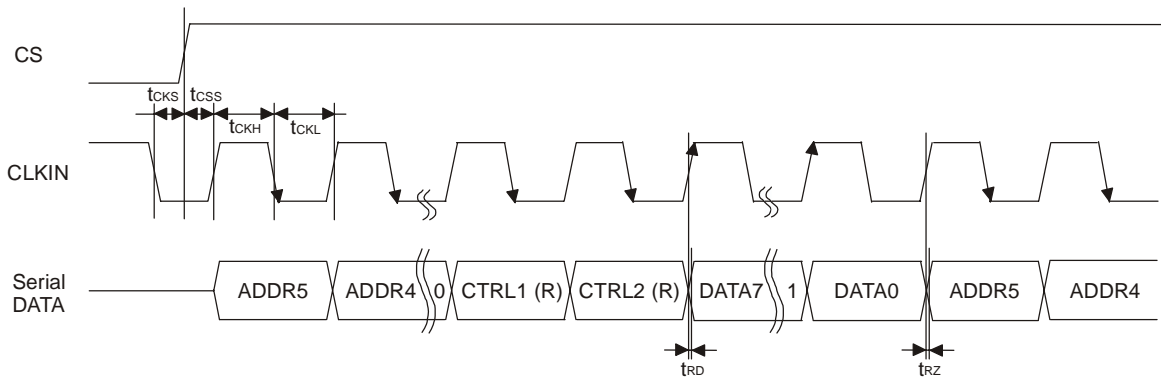 CS
tCKS tCSS
tCKH tCKL
CLKIN
Serial
DATA
ADDR5 ADDR4 0 CTRL1 (R) CTRL2 (R) DATA7 1 DATA0 ADDR5 ADDR4
tRD tRZ